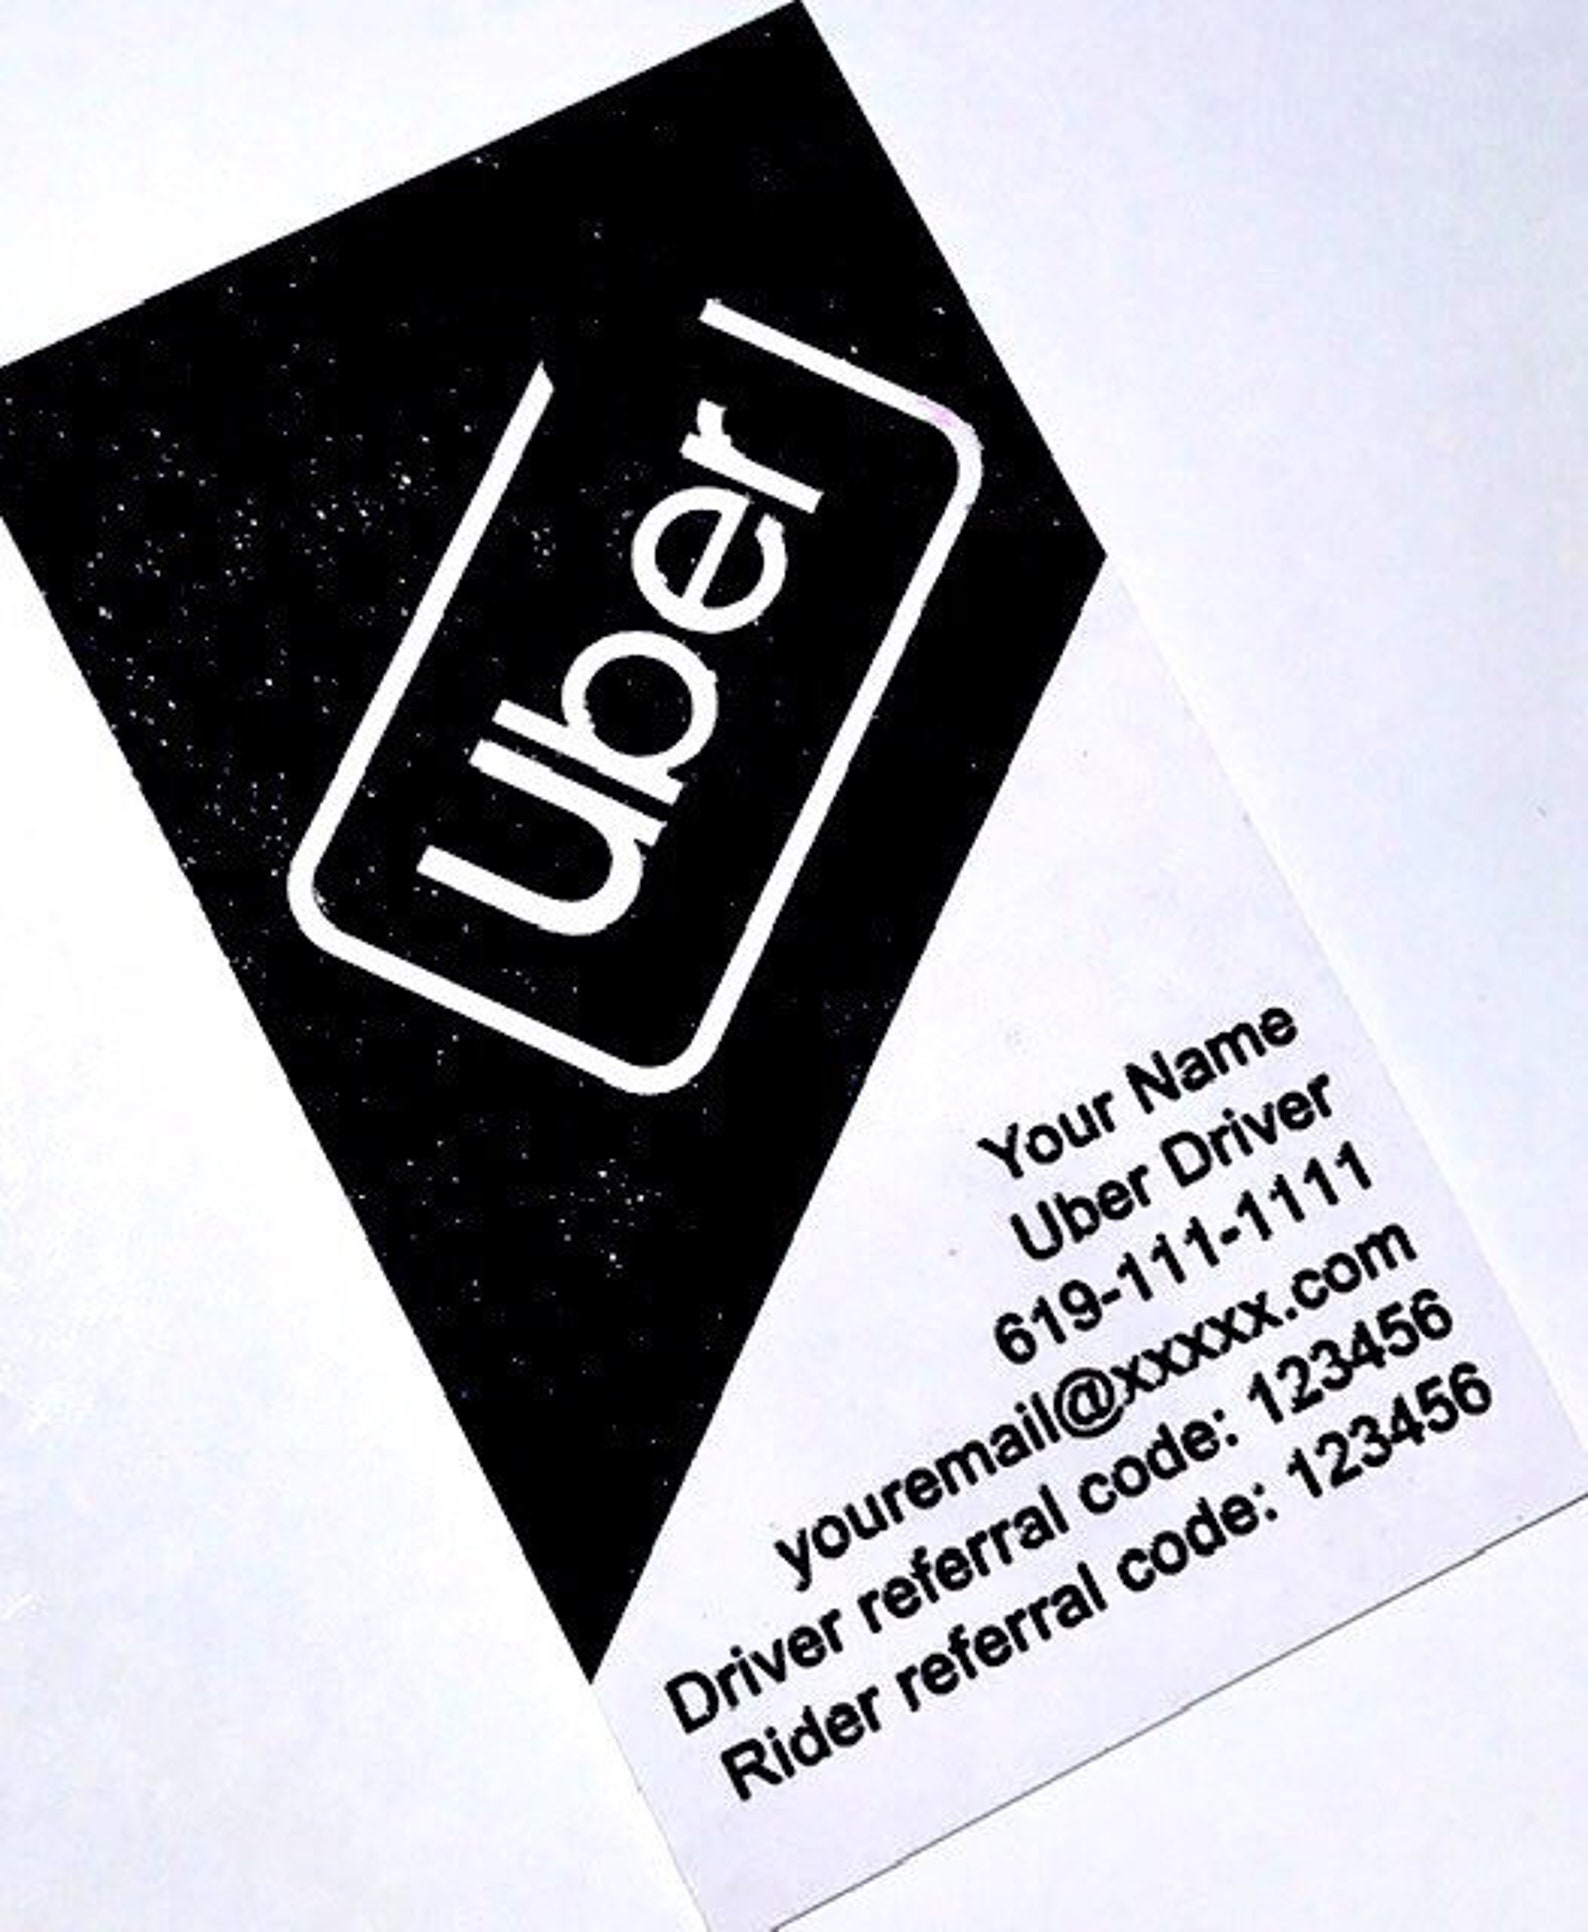 Uber
Your Name
Uber Driver
619-111-1111
youremail@xxxxx.com
Driver referral code: 123456
Rider referral code: 123456